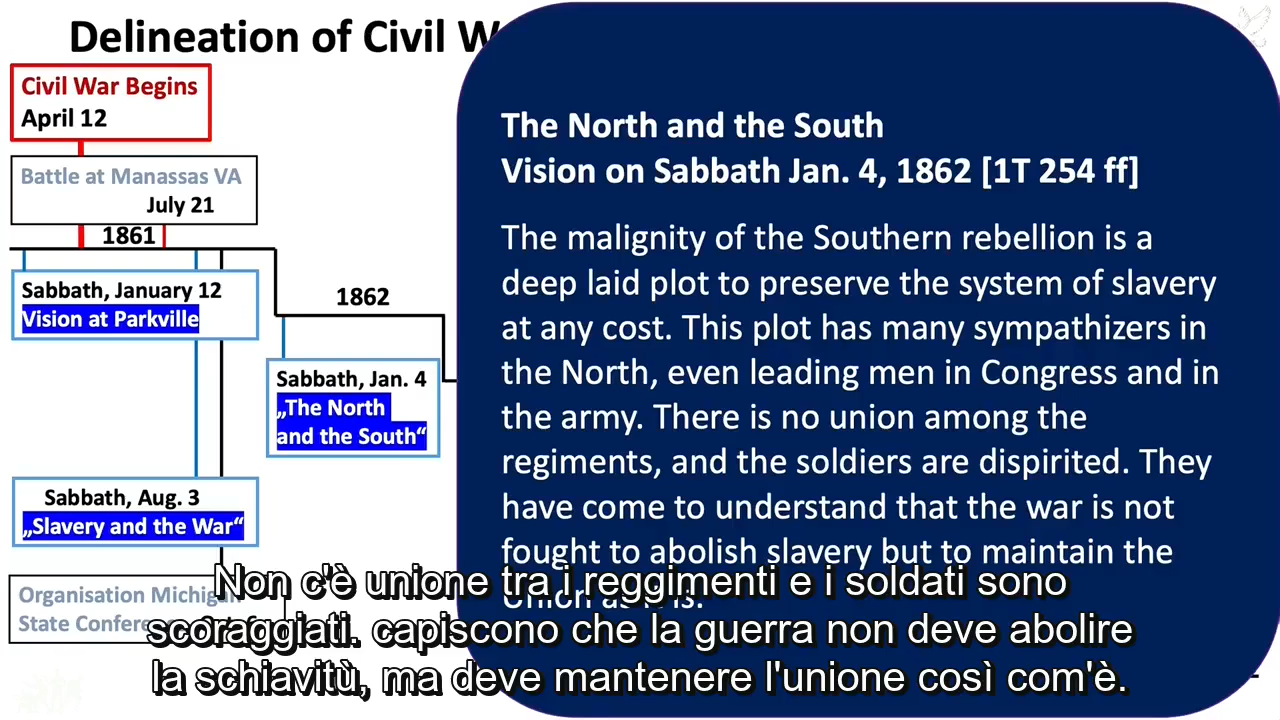 Delineation of Civil W
Civil War Begins
April 12
Battle at Manassas VA
July 21
1861
Sabbath, January 12
Vision at Parkville
1862
Sabbath, Jan. 4
„The North
and the South“
Sabbath, Aug. 3
„Slavery and the War“
Organisation Michigan
State Confere
The North and the South
Vision on Sabbath Jan. 4, 1862 [1T 254 ff]
The malignity of the Southern rebellion is a
deep laid plot to preserve the system of slavery
at any cost. This plot has many sympathizers in
the North, even leading men in Congress and in
the army. There is no union among the
regiments, and the soldiers are dispirited. They
have come to understand that the war is not
fought to abolish slavery but to maintain the
Union as it is.
Non c'è unione tra i reggimenti e i soldati sono
scoraggiati. capiscono che la guerra non deve abolire
la schiavitù, ma deve mantenere l'unione così com'è.